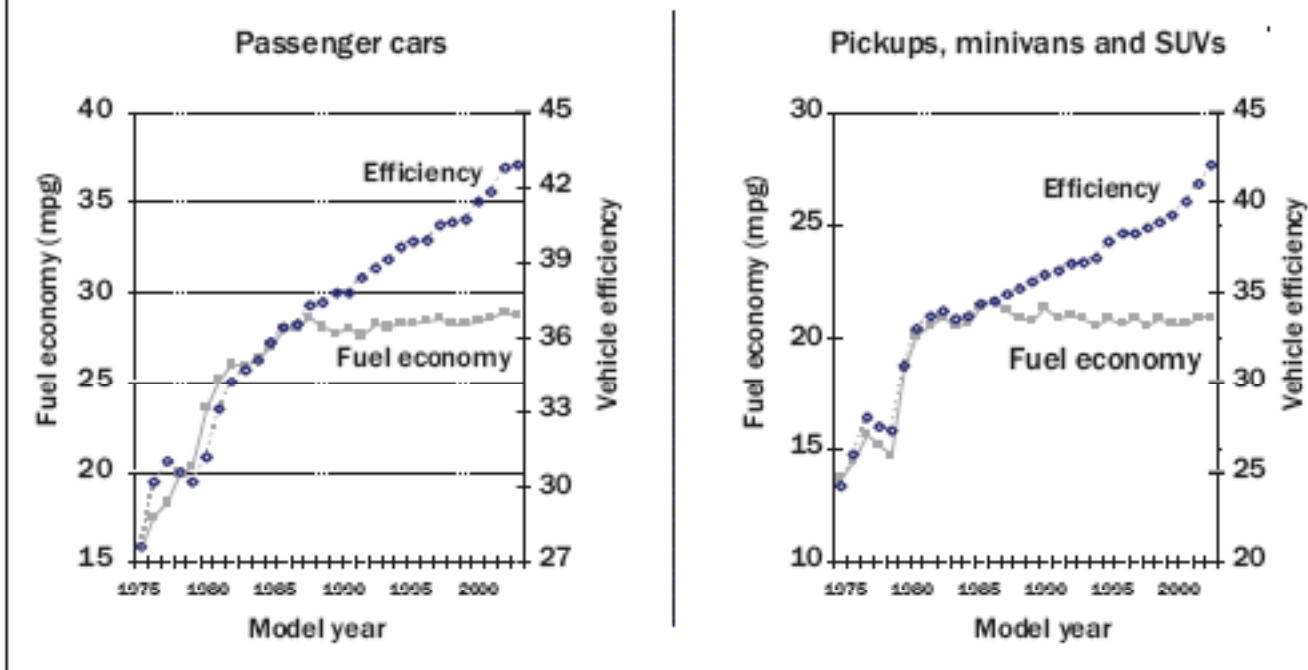 Passenger cars
40
35
30
25
20
15
Fuel economy (mpg)
45
42
39
36
33
30
27
Vehicle efficiency
Efficiency
Fuel economy
1975 1980 1985 1990 1995 2000
Model year
Pickups, minivans and SUVs
30
25
20
15
10
Fuel economy (mpg)
45
40
35
30
25
20
Vehicle efficiency
Efficiency
Fuel economy
1975 1980 1985 1990 1995 2000
Model year